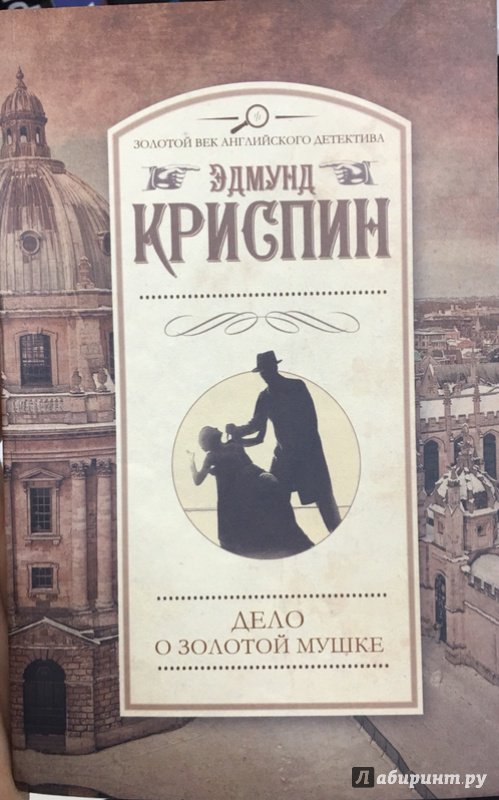 ЗОЛОТОЙ ВЕК АНГЛИЙСКОГО ДЕТЕКТИВА
ЭДМУНД
КРИСПИН
ДЕЛО
О ЗОЛОТОЙ МУШКЕ
Лабиринт.ру